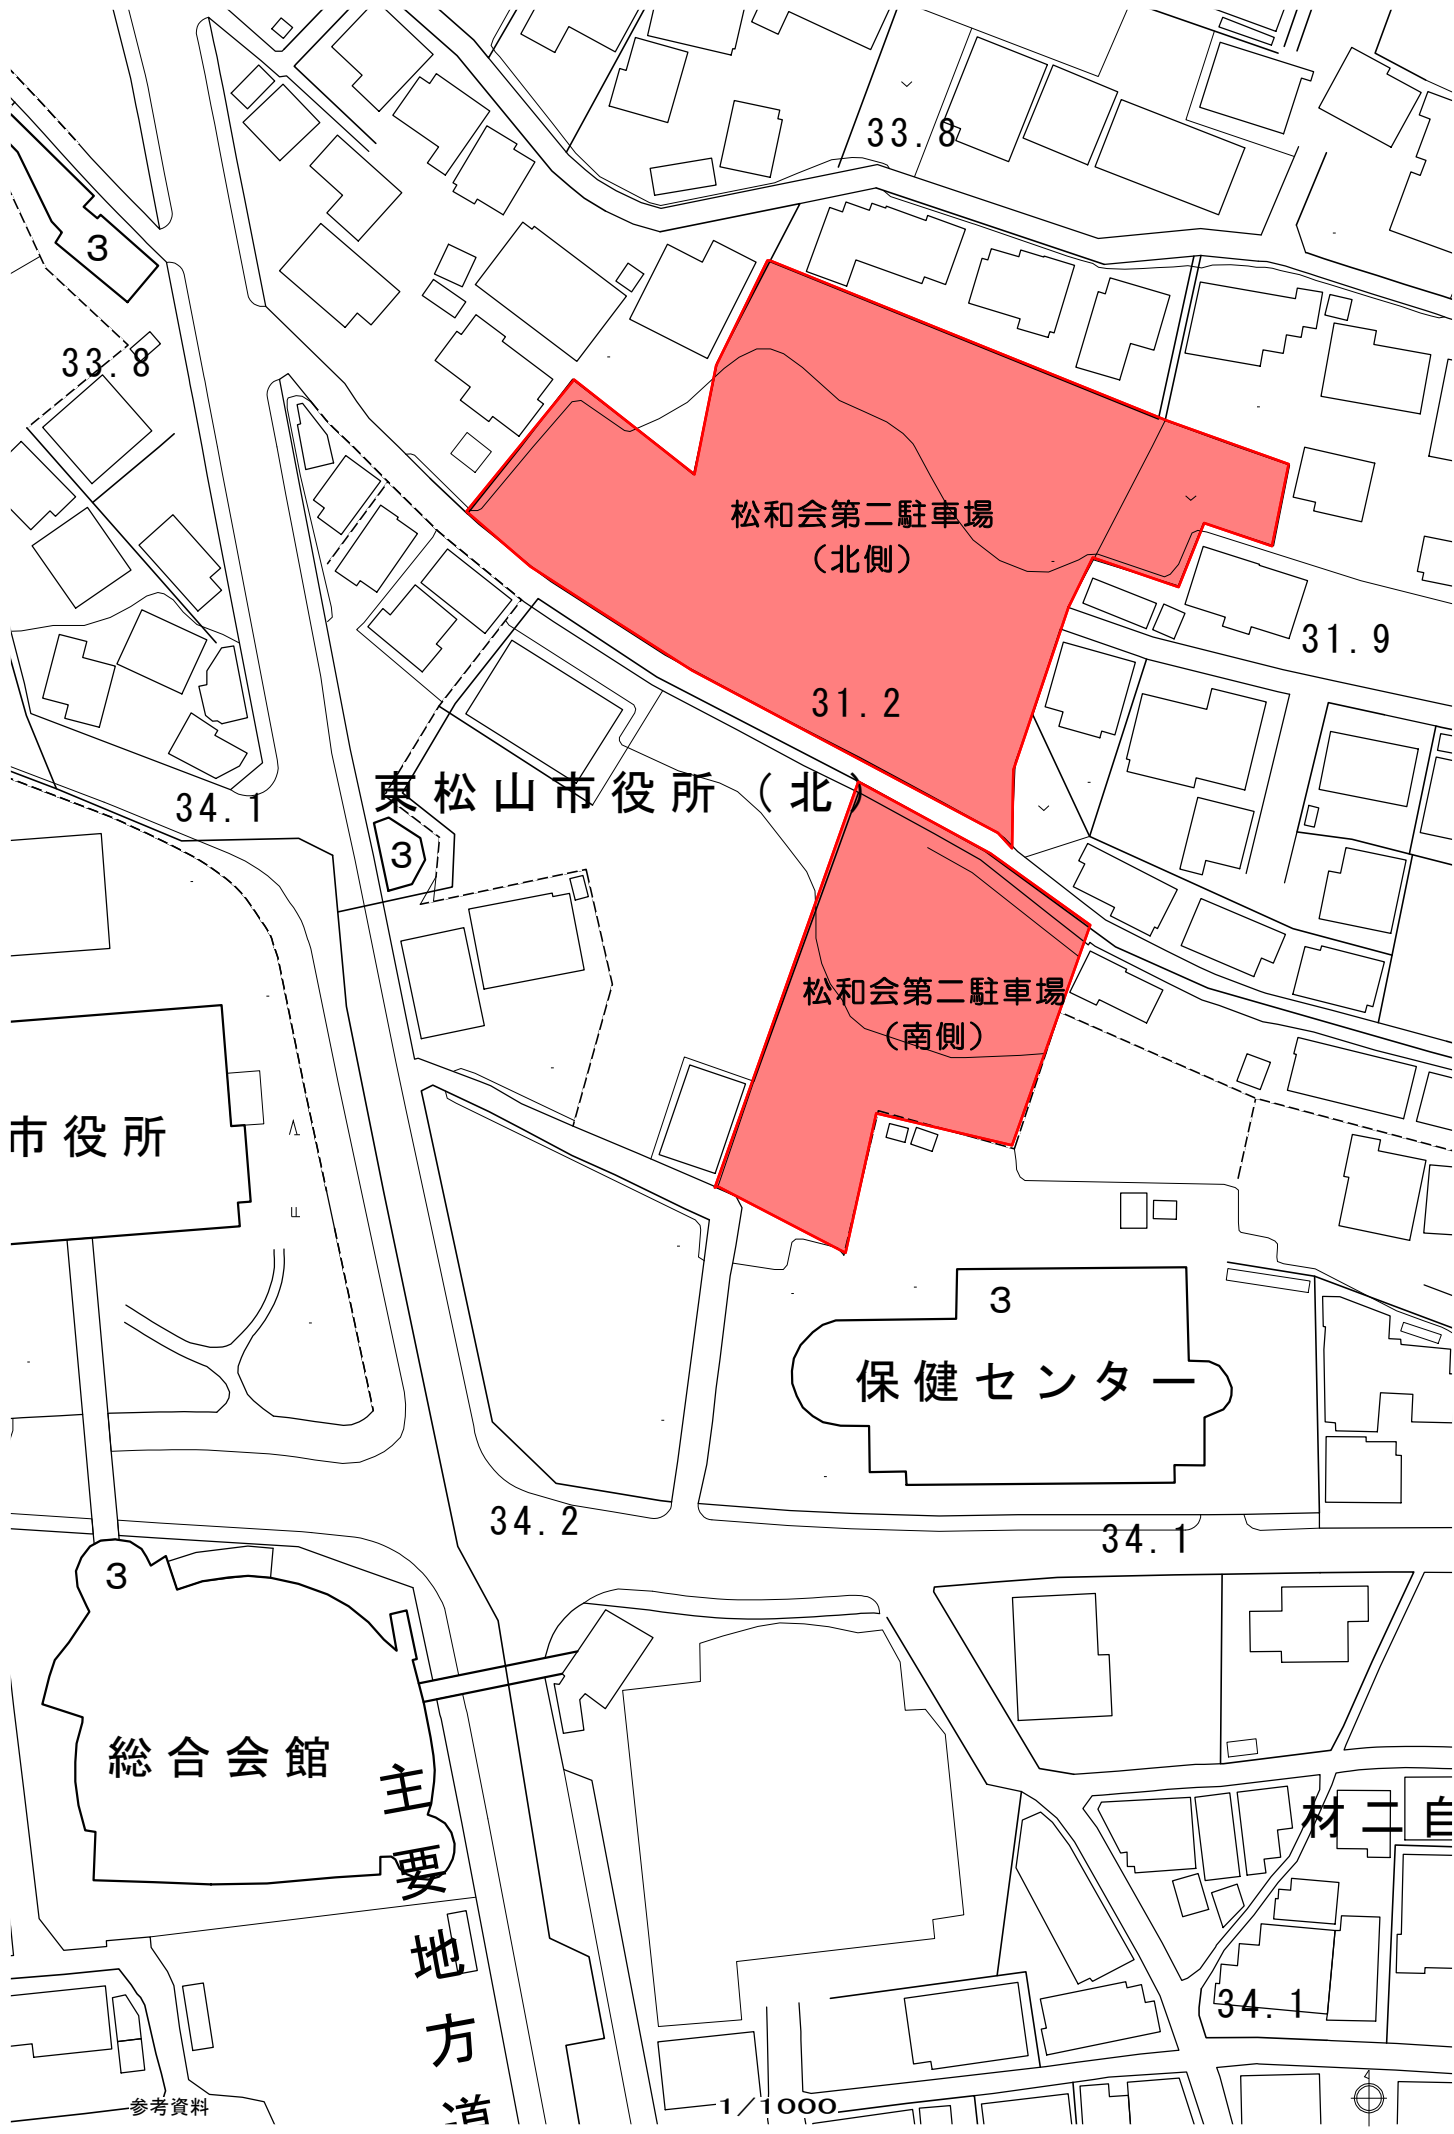 33.8
3
33.8
松和会第二駐車場
（北側）
31.9
31.2
東松山市役所（北）
34.1
3
松和会第二駐車場
（南側）
市役所
3
保健センター
34.2
34.1
3
総合会館
主要地方道
材二自
34.1
参考資料
1／1000